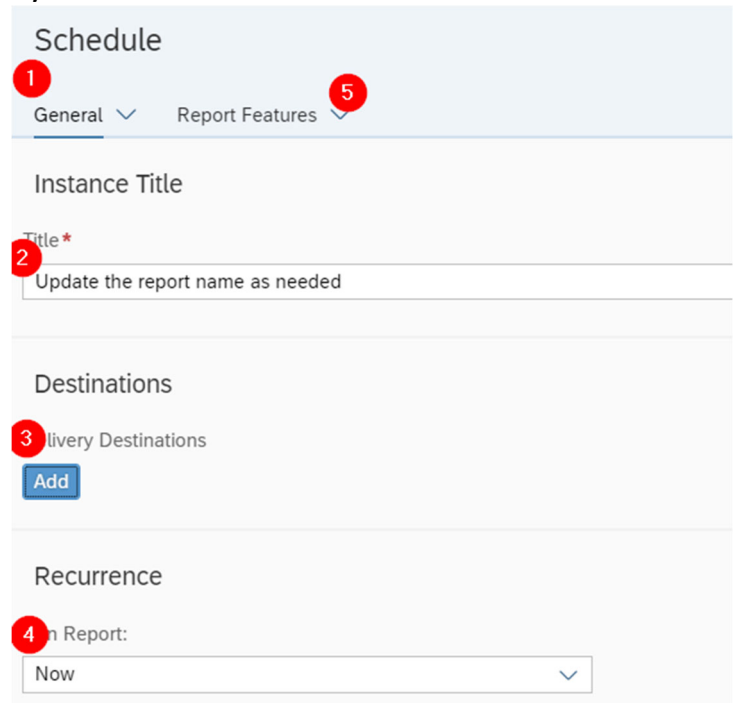 Schedule
1
5
General Report Features
Instance Title
Title*
2
Update the report name as needed
Destinations
3 livery Destinations
Add
Recurrence
4 n Report:
Now